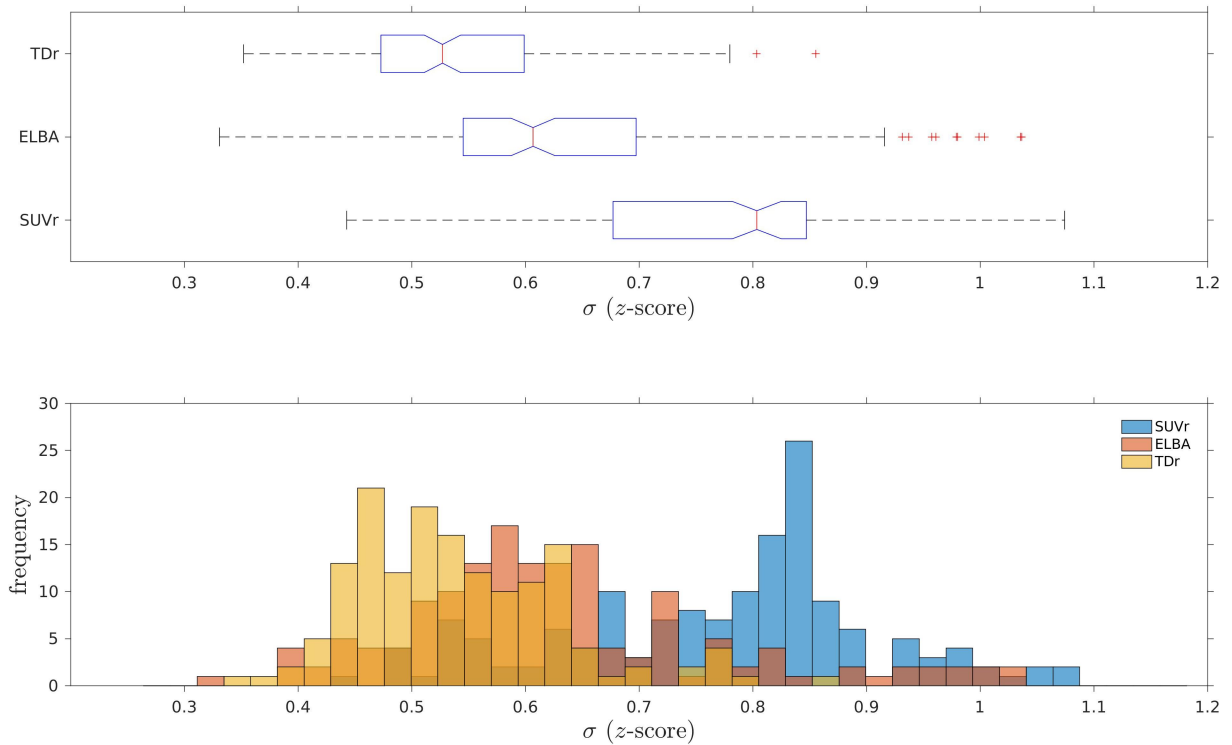 TDr
ELBA
SUVr
0.3 0.4 0.5 0.6 0.7 0.8 0.9 1 1.1 1.2
σ (z-score)
30
25
20
15
10
5
0
frequency
SUVr
ELBA
TDr
0.3 0.4 0.5 0.6 0.7 0.8 0.9 1 1.1 1.2
σ (z-score)